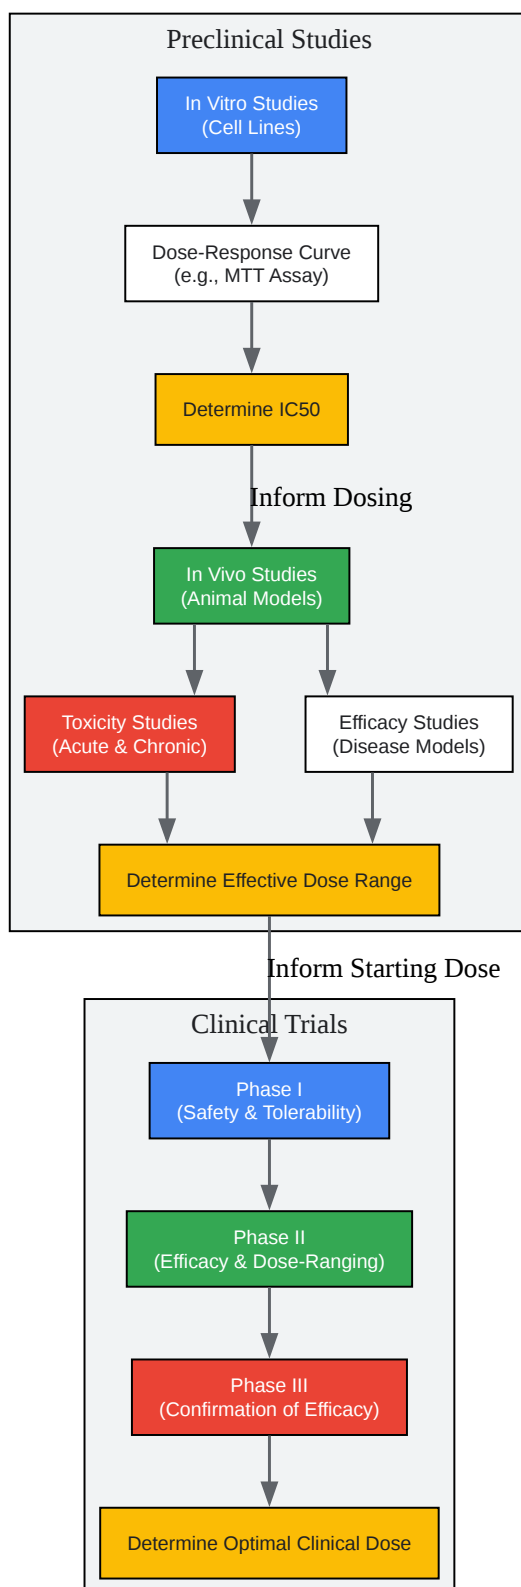 Preclinical Studies
In Vitro Studies
(Cell Lines)
Dose-Response Curve
(e.g., MTT Assay)
Determine IC50
Inform Dosing
In Vivo Studies
(Animal Models)
Toxicity Studies
(Acute & Chronic)
Efficacy Studies
(Disease Models)
Determine Effective Dose Range
Inform Starting Dose
Clinical Trials
Phase I
(Safety & Tolerability)
Phase II
(Efficacy & Dose-Ranging)
Phase III
(Confirmation of Efficacy)
Determine Optimal Clinical Dose